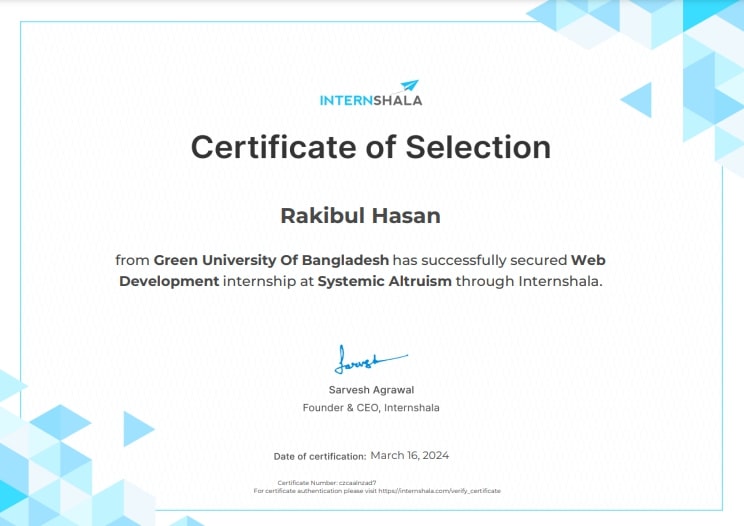 INTERNSHALA
Certificate of Selection
Rakibul Hasan
from Green University Of Bangladesh has successfully secured Web
Development internship at Systemic Altruism through Internshala.
Sarvesh Agrawal
Founder & CEO, Internshala
Date of certification: March 16, 2024
Certificate Number: czcaalnzad7
For certificate authentication please visit https://internshala.com/verify_certificate